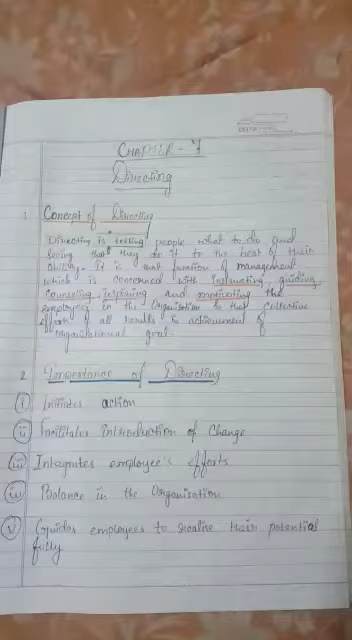 CHAPTER - 7
Directing
1. Concept of Directing
Directing is telling people what to do and
seeing that they do it to the best of their
ability. It is
function of management
which is concerned with instructing, guiding
counseling, inspiring and motivating the
employees in the Organisation so that collective
efforts of all results in achievement of
organisational goal.
2. Importance of Directing
(i) Initiates action
(ii) Facilitates introduction of Change
(iii) Integrates employee's efforts
(iv) Balance in the Organisation
(v) Guides employees to realise their potential
fully